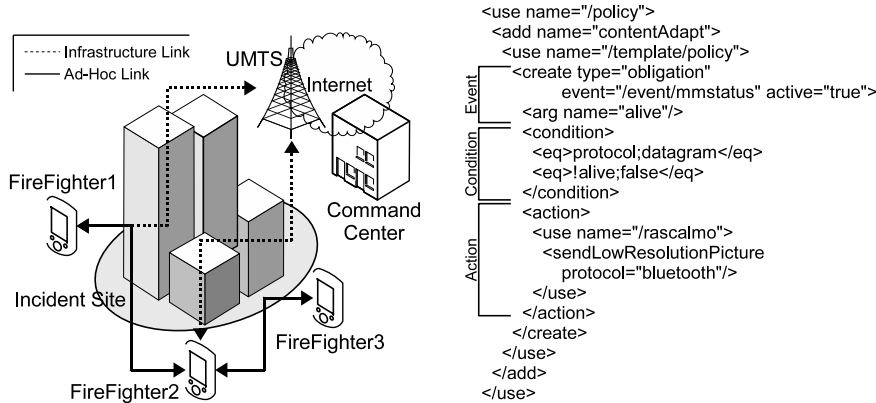 Infrastructure Link
Ad-Hoc Link
UMTS
Internet
FireFighter1
Command
Center
Incident Site
FireFighter3
FireFighter2
<use name="/policy">
<add name="contentAdapt">
<use name="/template/policy">
Event
<create type="obligation"
event="/event/mmstatus" active="true">
<arg name="alive"/>
Condition
<condition>
<eq>protocol;datagram</eq>
<eq>!alive;false</eq>
</condition>
Action
<action>
<use name="/rascalmo">
<sendLowResolutionPicture
protocol="bluetooth"/>
</use>
</action>
</create>
</use>
</add>
</use>